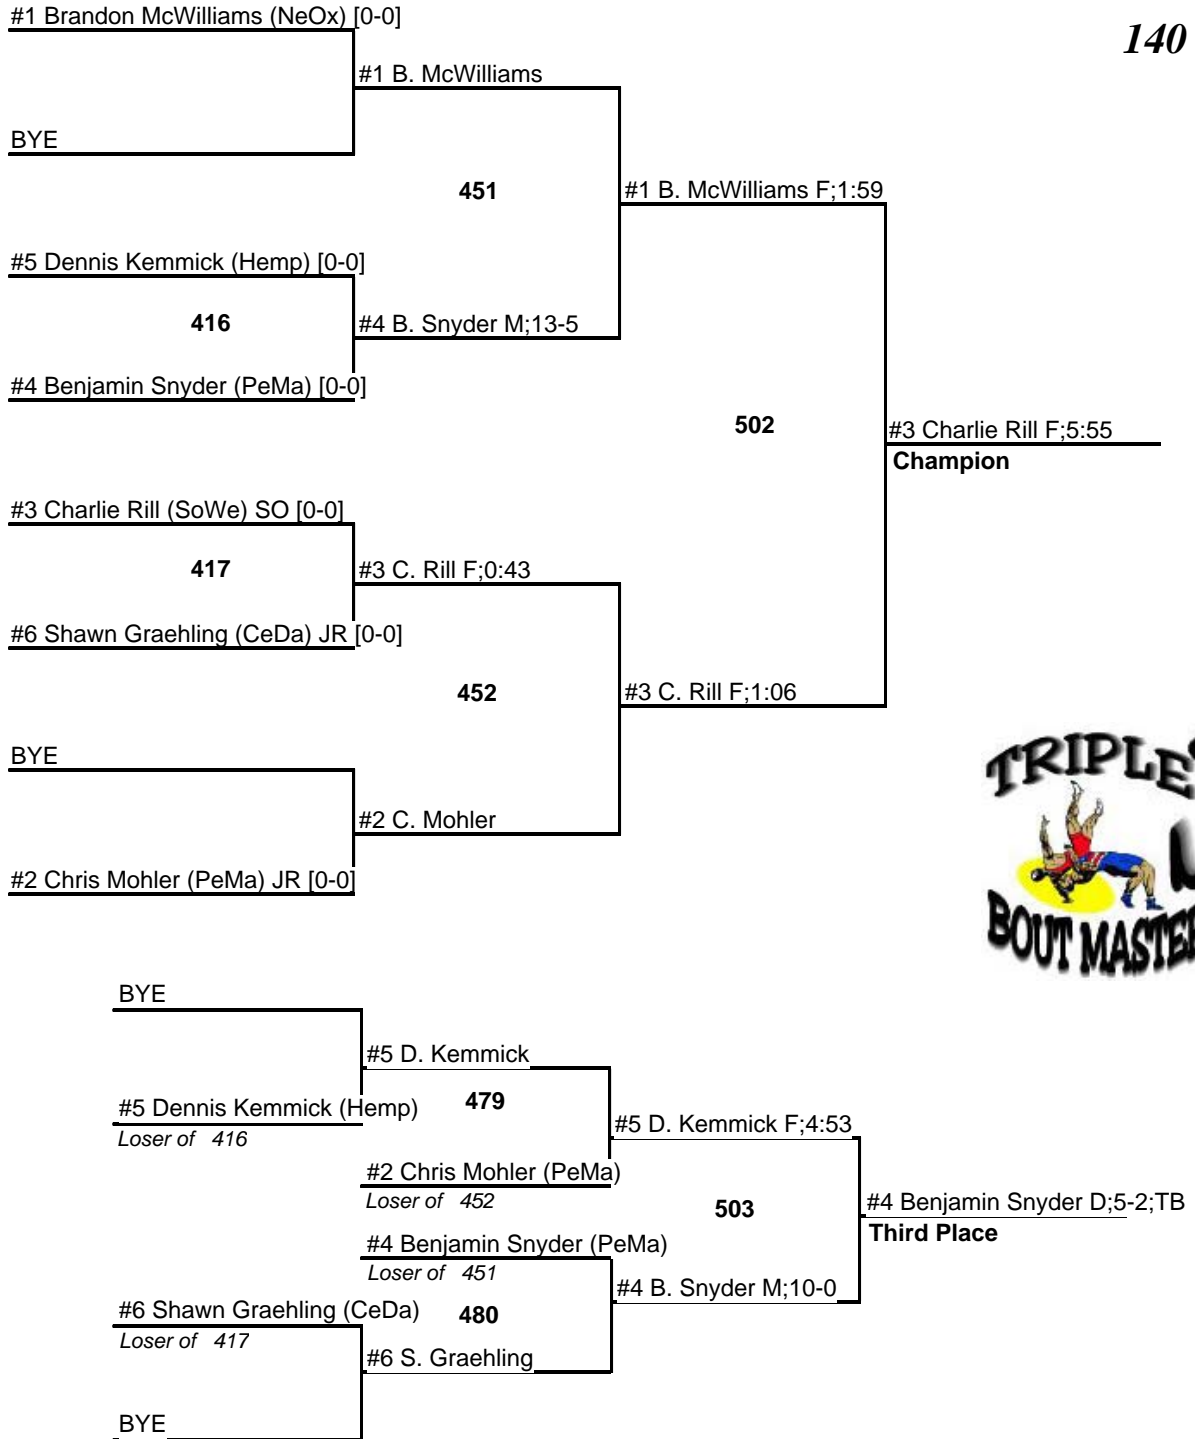 #1 Brandon McWilliams (NeOx) [0-0]
140
#1 B. McWilliams
BYE
451
#1 B. McWilliams F;1:59
#5 Dennis Kemmick (Hemp) [0-0]
416
#4 B. Snyder M;13-5
#4 Benjamin Snyder (PeMa) [0-0]
502
#3 Charlie Rill F;5:55
Champion
#3 Charlie Rill (SoWe) SO [0-0]
417
#3 C. Rill F;0:43
#6 Shawn Graehling (CeDa) JR [0-0]
452
#3 C. Rill F;1:06
BYE
#2 C. Mohler
#2 Chris Mohler (PeMa) JR [0-0]
TRIPLE
BOUT MASTER
BYE
#5 D. Kemmick
#5 Dennis Kemmick (Hemp)
479
Loser of 416
#5 D. Kemmick F;4:53
#2 Chris Mohler (PeMa)
Loser of 452
503
#4 Benjamin Snyder D;5-2;TB
Third Place
#4 Benjamin Snyder (PeMa)
Loser of 451
#4 B. Snyder M;10-0
#6 Shawn Graehling (CeDa)
480
Loser of 417
#6 S. Graehling
BYE